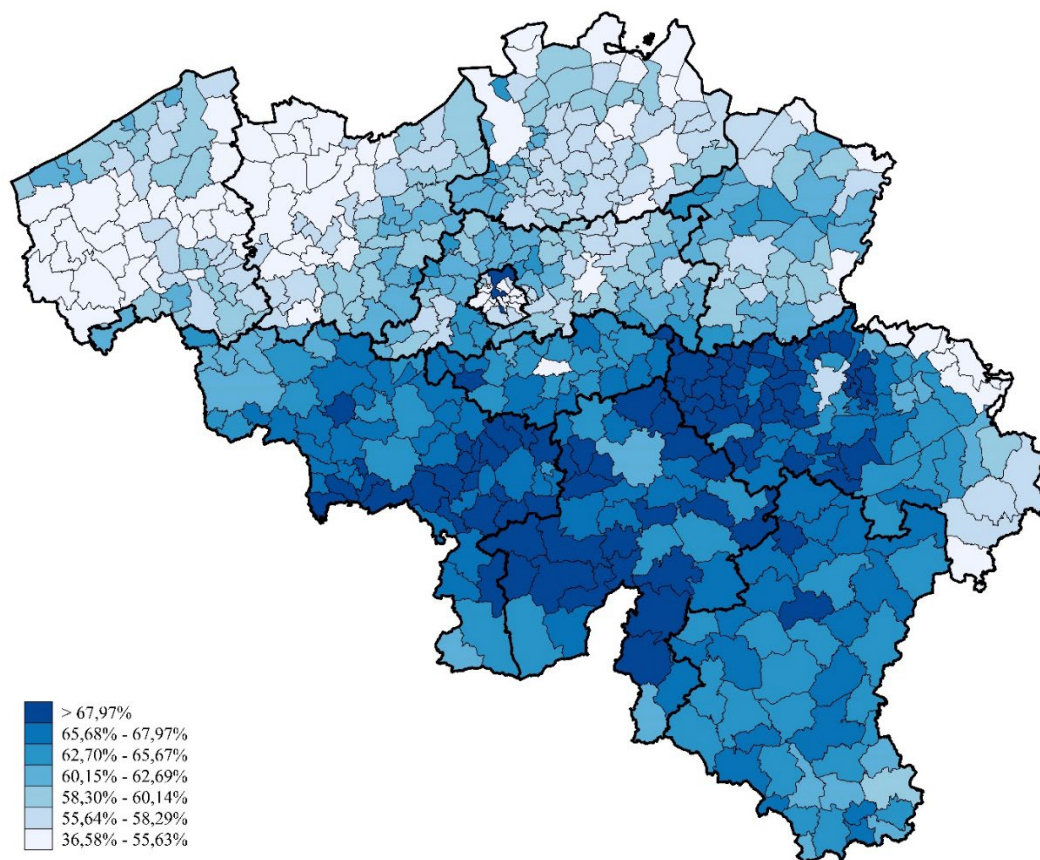 > 67,97%
65,68% - 67,97%
62,70% - 65,67%
60,15% - 62,69%
58,30% - 60,14%
55,64% - 58,29%
36,58% - 55,63%